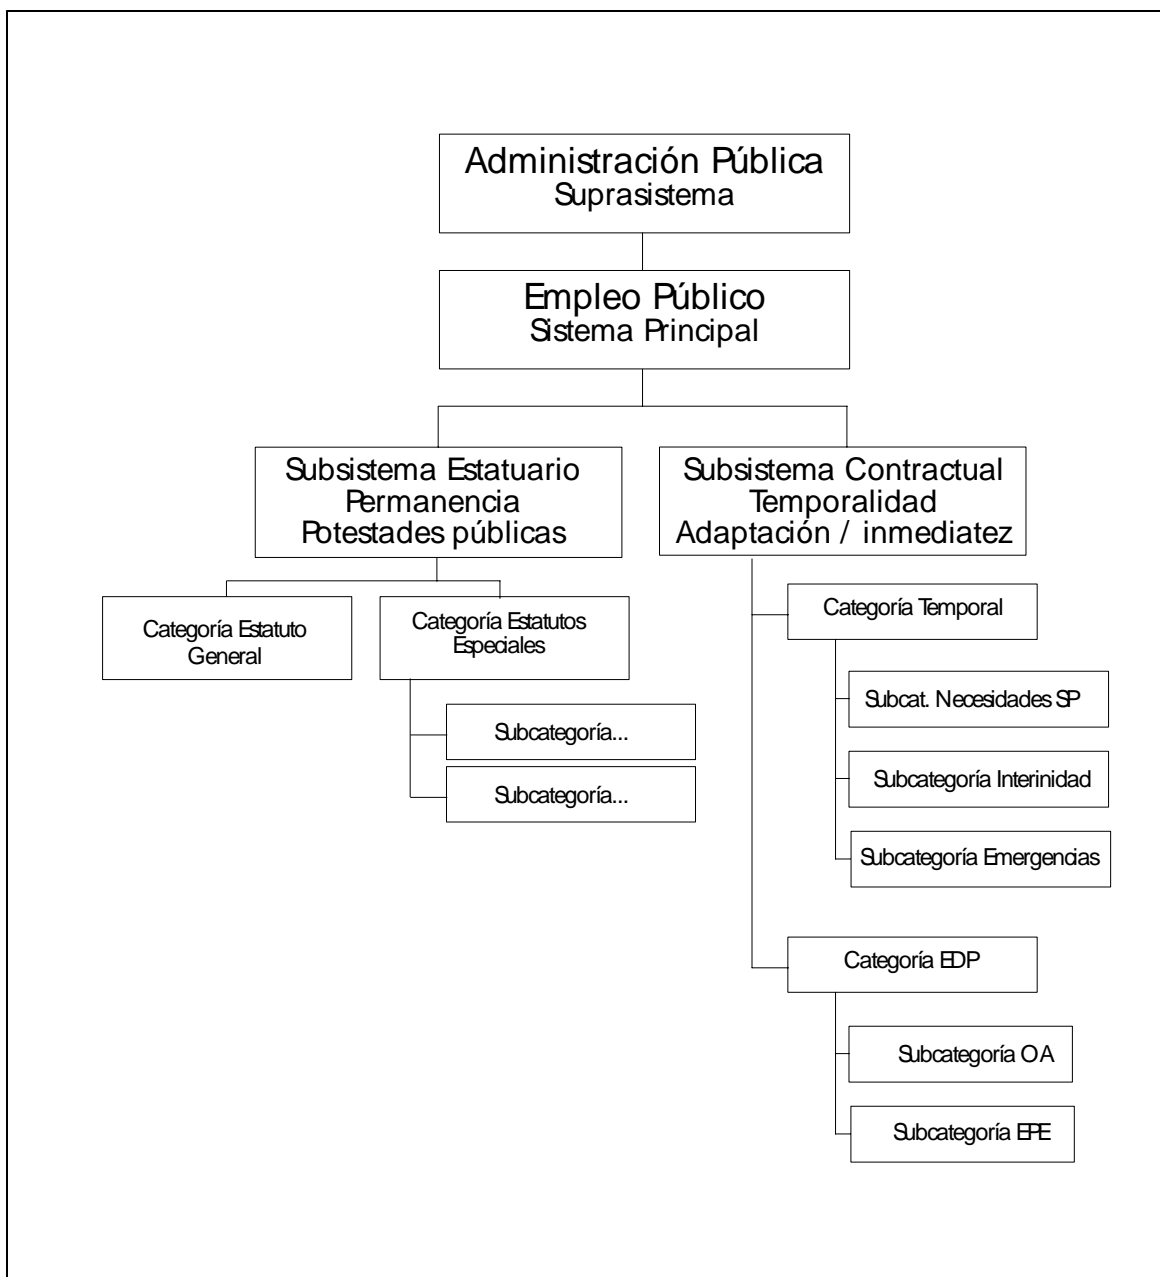 Administración Pública
Suprasistema
Empleo Público
Sistema Principal
Subsistema Estatuario
Permanencia
Potestades públicas
Subsistema Contractual
Temporalidad
Adaptación / inmediatez
Categoría Estatuto
General
Categoría Estatutos
Especiales
Subcategoría...
Subcategoría...
Categoría Temporal
Subcat. Necesidades SP
Subcategoría Interinidad
Subcategoría Emergencias
Categoría EDP
Subcategoría OA
Subcategoría EPE